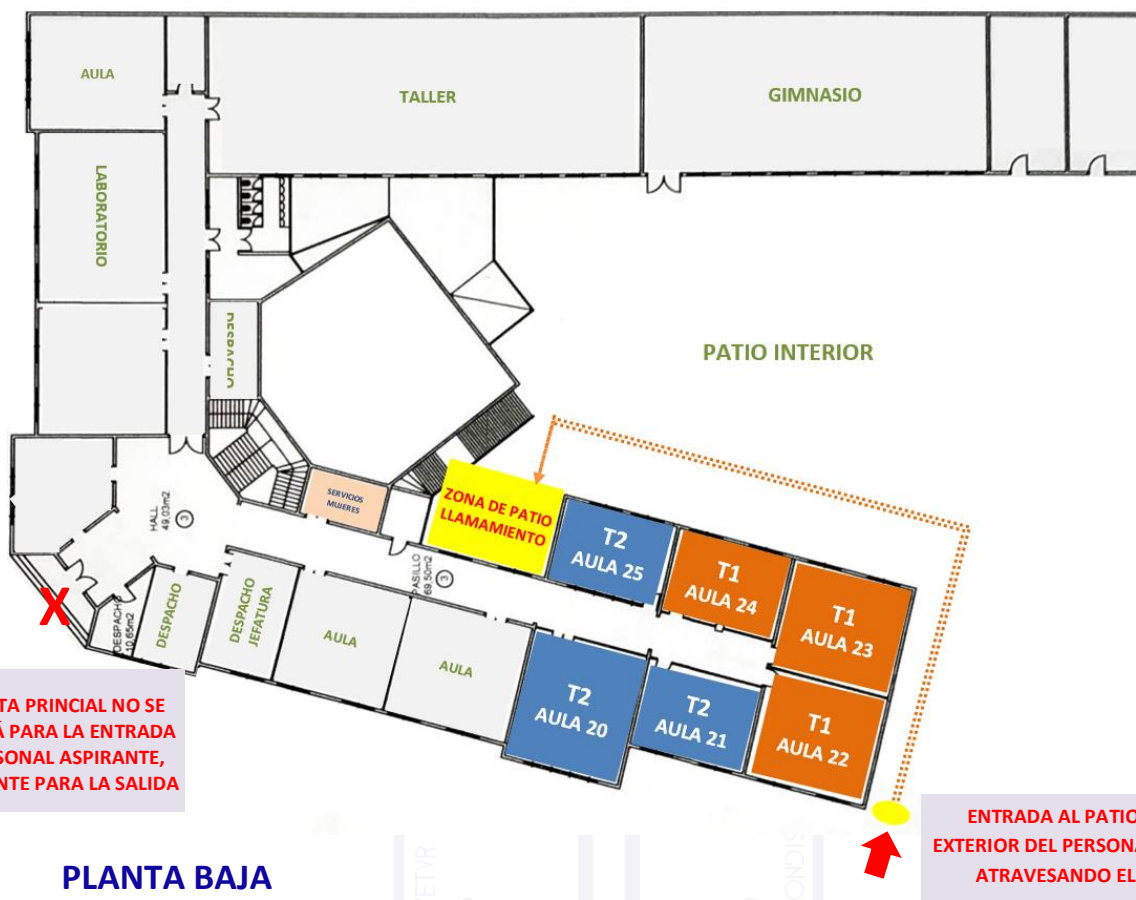 AULA
TALLER
GIMNASIO
LABORATORIO
DESPACHO
PATIO INTERIOR
SERVICIOS
MUJERES
ZONA DE PATIO
LLAMAMIENTO
HALL
49,03m2
3
PASILLO
69,50m2
3
DESPACHO
10,65m2
DESPACHO
DESPACHO
JEFATURA
AULA
AULA
T2
AULA 25
T1
AULA 24
T1
AULA 23
T2
AULA 20
T2
AULA 21
T1
AULA 22
X
TA PRINCIAL NO SE
Á PARA LA ENTRADA
SONAL ASPIRANTE,
NTE PARA LA SALIDA
ENTRADA AL PATIO
EXTERIOR DEL PERSONA
ATRAVESANDO EL
PLANTA BAJA